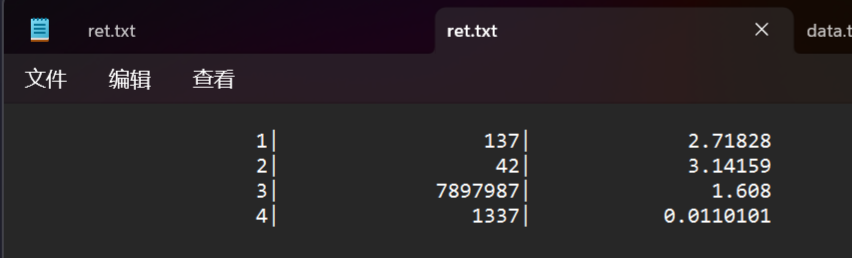 ret.txt ret.txt data.t
文件 编辑 查看
1| 137| 2.71828
2| 42| 3.14159
3| 7897987| 1.608
4| 1337| 0.0110101